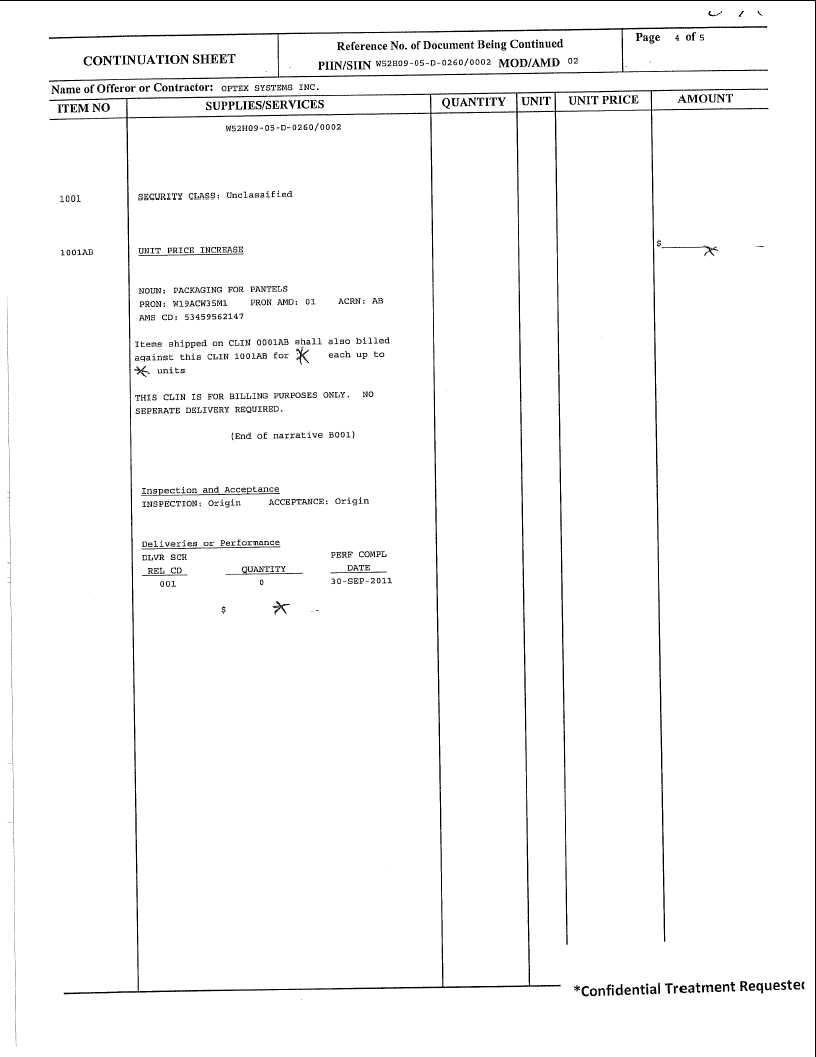 Reference No. of Document Being Continued
Page 4 of 5
CONTINUATION SHEET
PIIN/SIIN W52H09-05-D-0260/0002 MOD/AMD 02
Name of Offeror or Contractor: OPTEX SYSTEMS INC.
ITEM NO SUPPLIES/SERVICES QUANTITY UNIT UNIT PRICE AMOUNT
W52H09-05-D-0260/0002
1001 SECURITY CLASS: Unclassified
1001AB UNIT PRICE INCREASE $ *
NOUN: PACKAGING FOR PANTELS
PRON: W19ACW35M1 PRON AMD: 01 ACRN: AB
AMS CD: 53459562147
Items shipped on CLIN 0001AB shall also billed
against this CLIN 1001AB for * each up to
* units
THIS CLIN IS FOR BILLING PURPOSES ONLY. NO
SEPERATE DELIVERY REQUIRED.
(End of narrative B001)
Inspection and Acceptance
INSPECTION: Origin ACCEPTANCE: Origin
Deliveries or Performance
DLVR SCH PERF COMPL
REL CD QUANTITY DATE
001 0 30-SEP-2011
$ *
*Confidential Treatment Requested